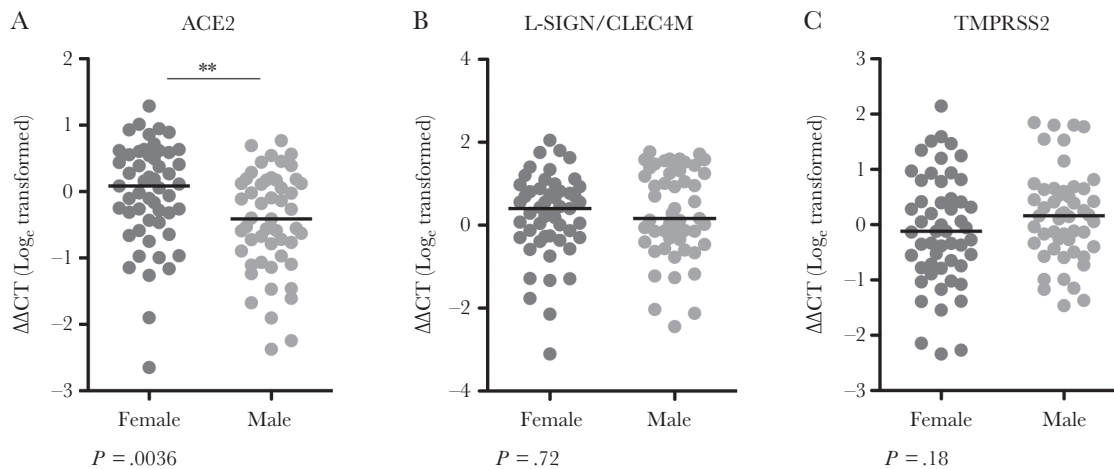 A
ACE2
2
1
0
–1
–2
–3
ΔΔCT (Logₑ transformed)
**
Female
Male
P = .0036
B
L-SIGN/CLEC4M
4
2
0
–2
–4
ΔΔCT (Logₑ transformed)
Female
Male
P = .72
C
TMPRSS2
3
2
1
0
–1
–2
–3
ΔΔCT (Logₑ transformed)
Female
Male
P = .18